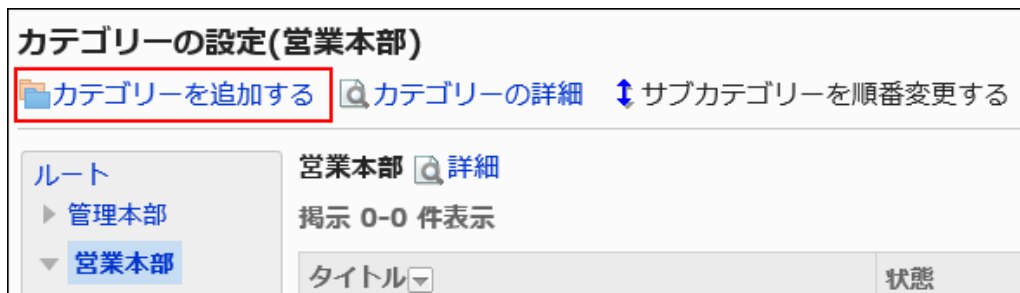 カテゴリーの設定(営業本部)
カテゴリーを追加する カテゴリーの詳細 サブカテゴリーを順番変更する
ルート
管理本部
営業本部
営業本部 詳細
掲示 0-0 件表示
タイトル 状態